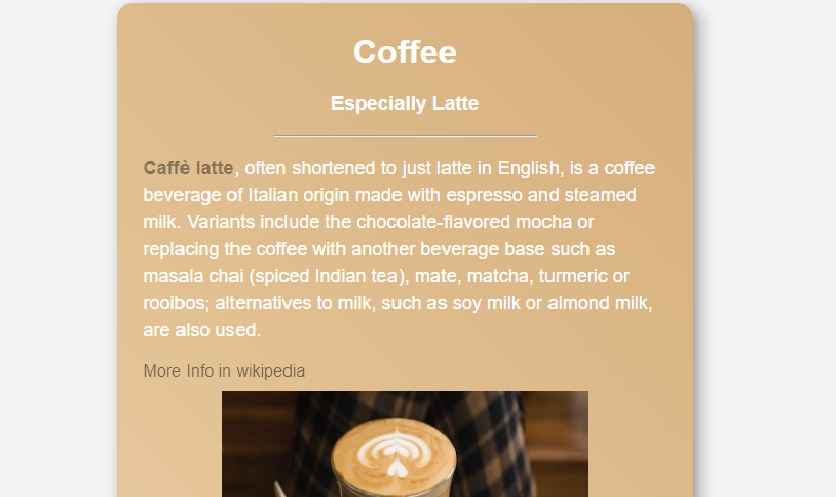 Coffee
Especially Latte
Caffè latte, often shortened to just latte in English, is a coffee
beverage of Italian origin made with espresso and steamed
milk. Variants include the chocolate-flavored mocha or
replacing the coffee with another beverage base such as
masala chai (spiced Indian tea), mate, matcha, turmeric or
rooibos; alternatives to milk, such as soy milk or almond milk,
are also used.
More Info in wikipedia